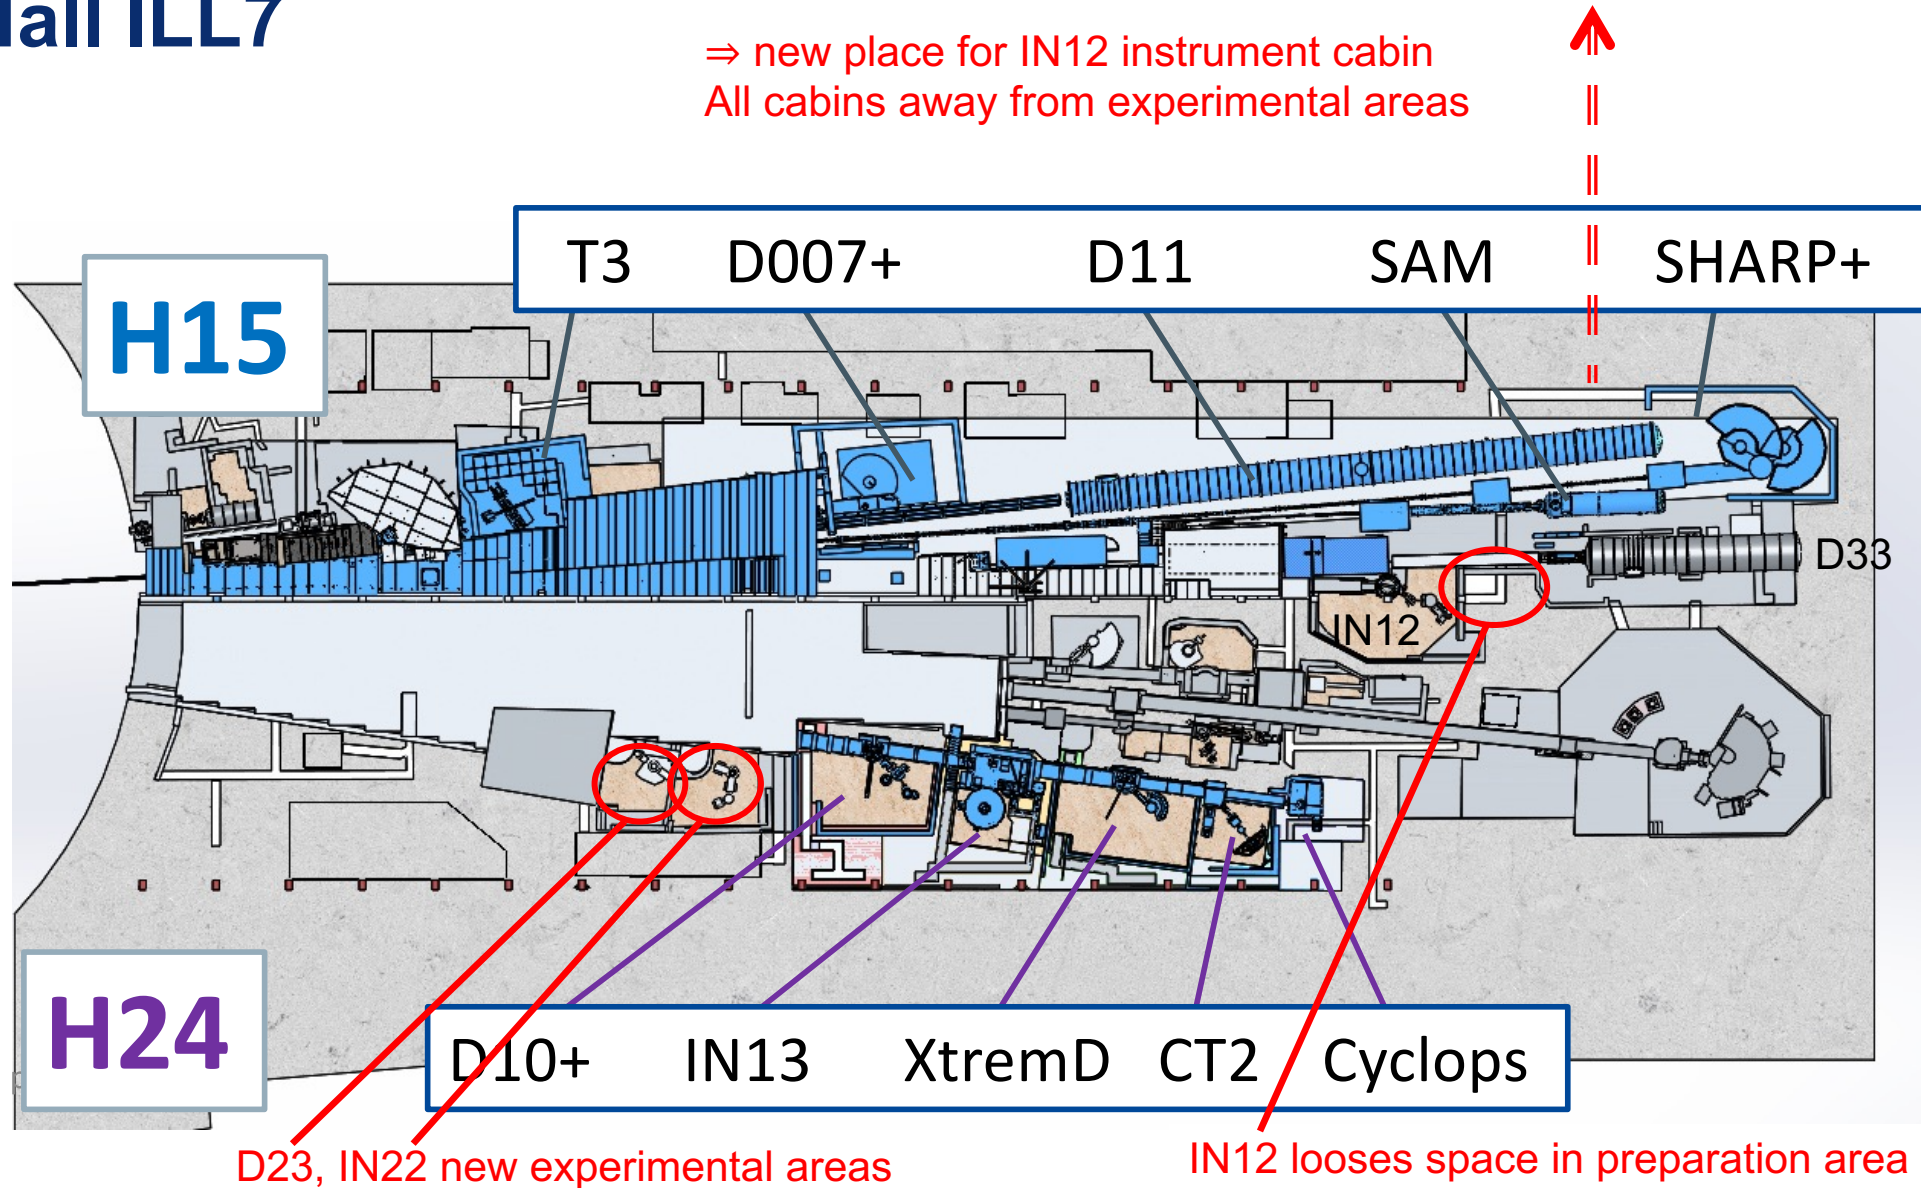 Hall ILL7
⇒ new place for IN12 instrument cabin
All cabins away from experimental areas
T3 D007+ D11 SAM SHARP+
H15
D33
IN12
H24
D10+ IN13 XtremD CT2 Cyclops
D23, IN22 new experimental areas
IN12 looses space in preparation area